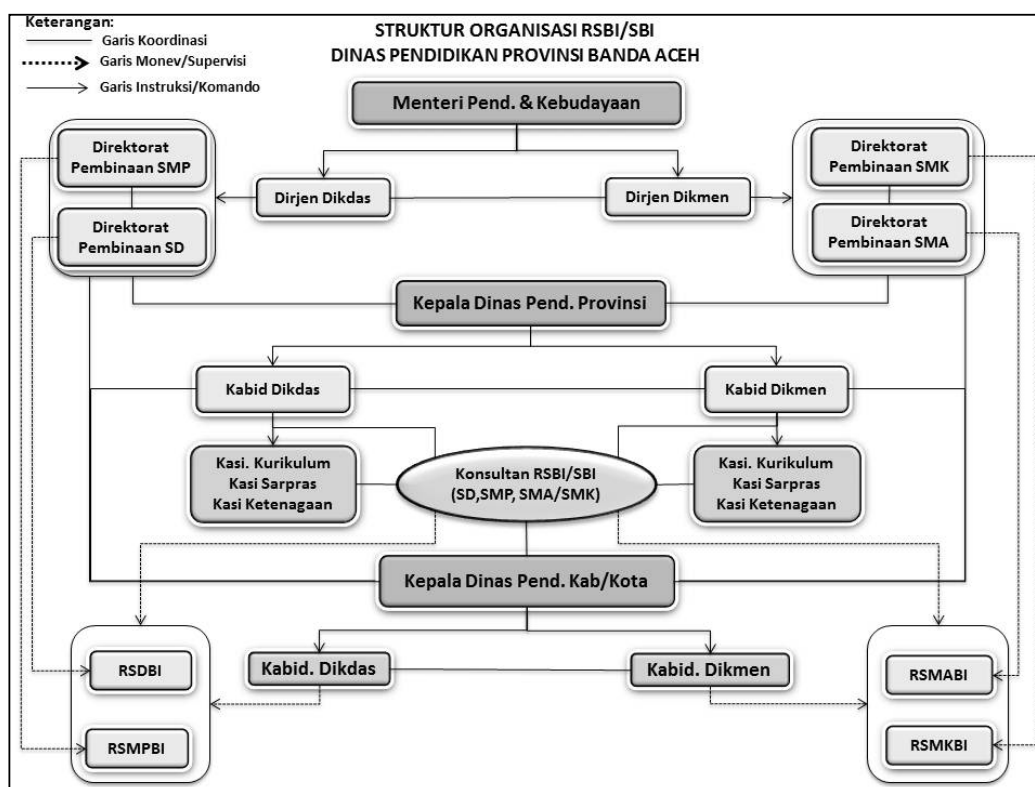 Keterangan:
Garis Koordinasi
Garis Monev/Supervisi
Garis Instruksi/Komando
STRUKTUR ORGANISASI RSBI/SBI
DINAS PENDIDIKAN PROVINSI BANDA ACEH
Menteri Pend. & Kebudayaan
Direktorat
Pembinaan SMP
Direktorat
Pembinaan SD
Dirjen Dikdas
Dirjen Dikmen
Direktorat
Pembinaan SMK
Direktorat
Pembinaan SMA
Kepala Dinas Pend. Provinsi
Kabid Dikdas
Kabid Dikmen
Kasi. Kurikulum
Kasi Sarpras
Kasi Ketenagaan
Konsultan RSBI/SBI
(SD,SMP, SMA/SMK)
Kasi. Kurikulum
Kasi Sarpras
Kasi Ketenagaan
Kepala Dinas Pend. Kab/Kota
Kabid. Dikdas
Kabid. Dikmen
RSDBI
RSMPBI
RSMABI
RSMKBI